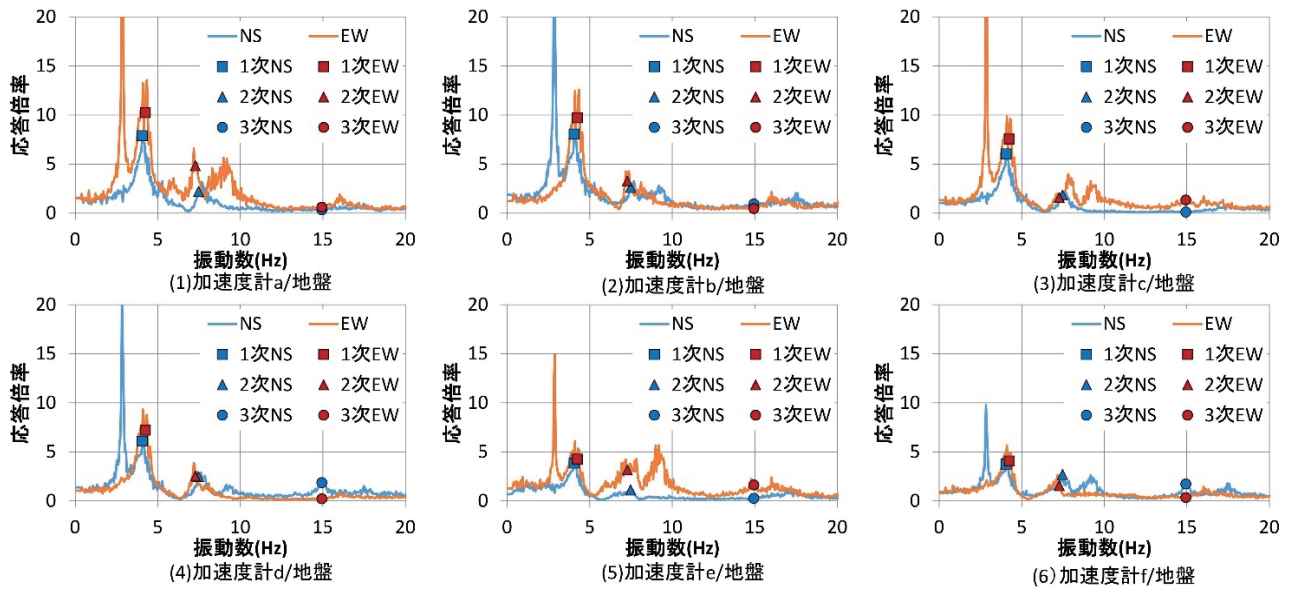 20
15
10
5
0
応答倍率
NS
EW
1次NS
1次EW
2次NS
2次EW
3次NS
3次EW
0 5 10 15 20
振動数(Hz)
(1)加速度計a/地盤
20
15
10
5
0
応答倍率
NS
EW
1次NS
1次EW
2次NS
2次EW
3次NS
3次EW
0 5 10 15 20
振動数(Hz)
(2)加速度計b/地盤
20
15
10
5
0
応答倍率
NS
EW
1次NS
1次EW
2次NS
2次EW
3次NS
3次EW
0 5 10 15 20
振動数(Hz)
(3)加速度計c/地盤
20
15
10
5
0
応答倍率
NS
EW
1次NS
1次EW
2次NS
2次EW
3次NS
3次EW
0 5 10 15 20
振動数(Hz)
(4)加速度計d/地盤
20
15
10
5
0
応答倍率
NS
EW
1次NS
1次EW
2次NS
2次EW
3次NS
3次EW
0 5 10 15 20
振動数(Hz)
(5)加速度計e/地盤
20
15
10
5
0
応答倍率
NS
EW
1次NS
1次EW
2次NS
2次EW
3次NS
3次EW
0 5 10 15 20
振動数(Hz)
(6)加速度計f/地盤